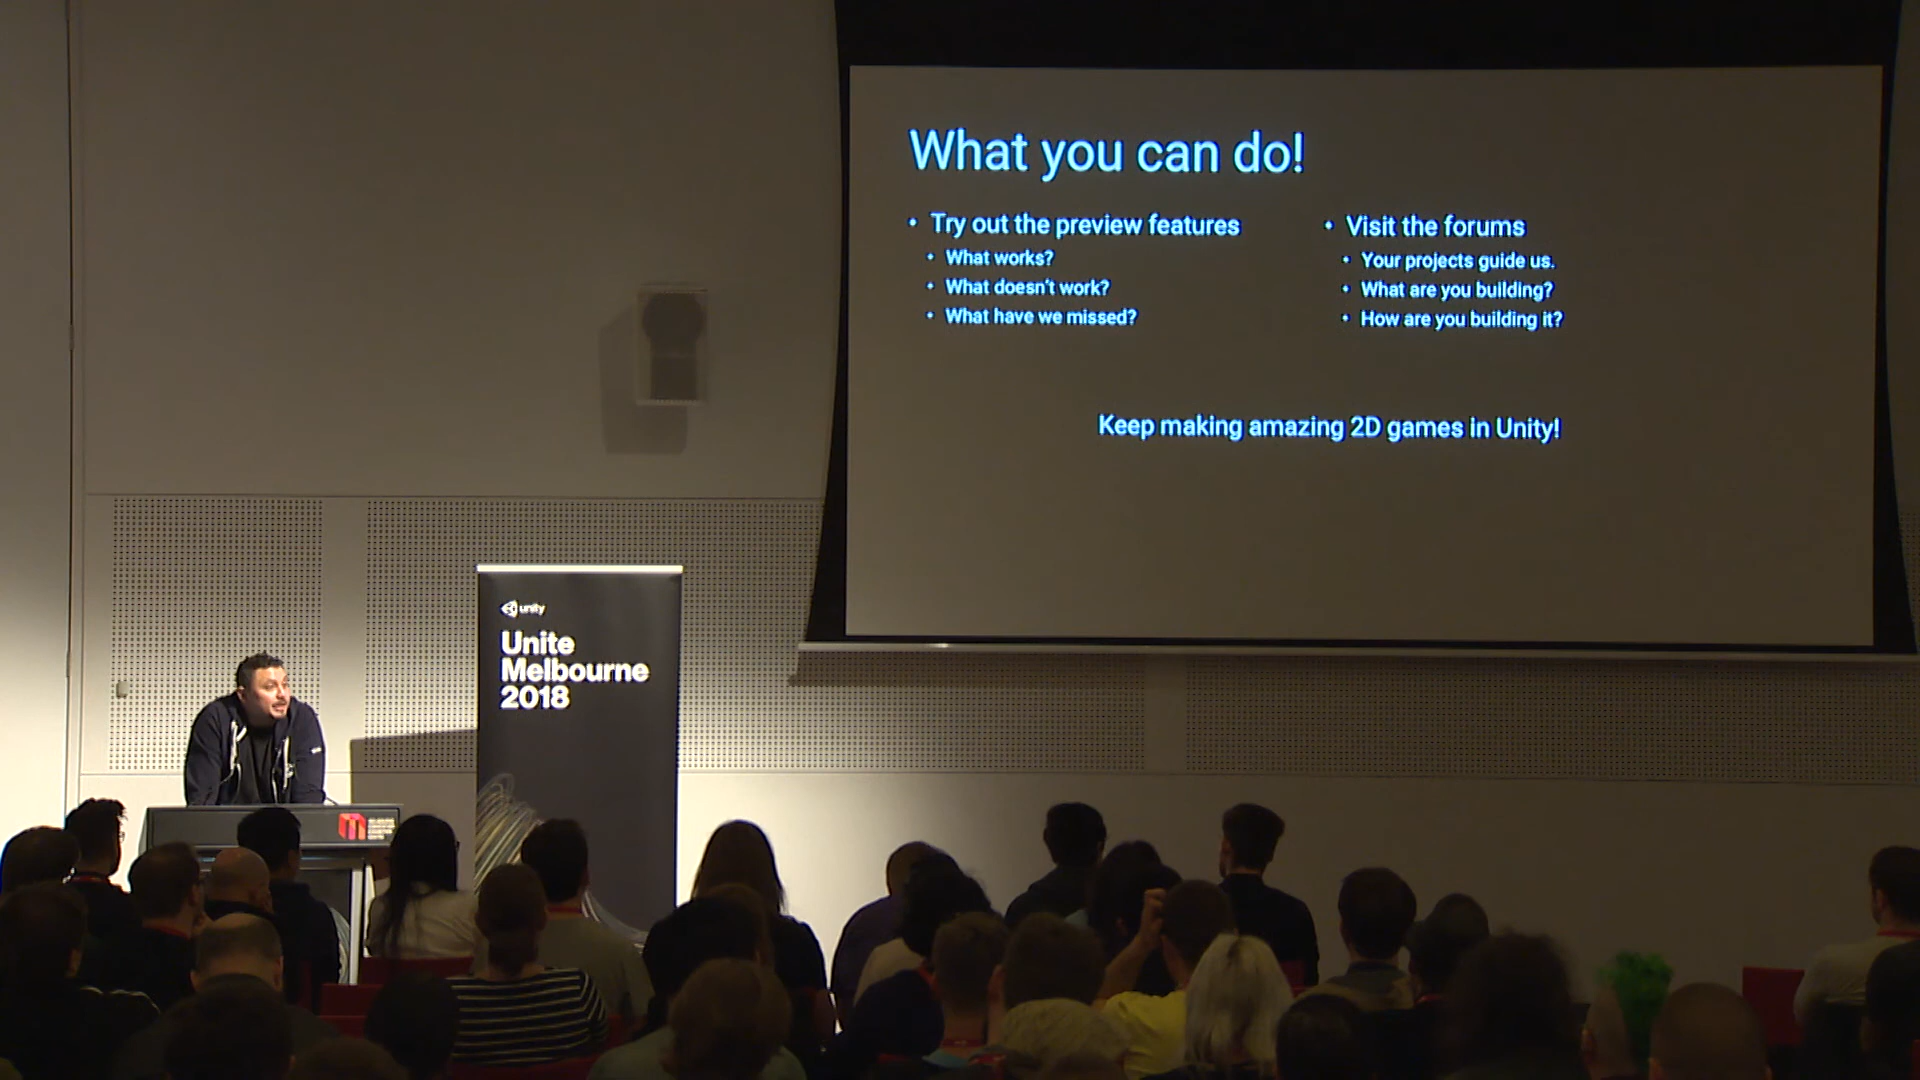 What you can do!
• Try out the preview features
• What works?
• What doesn't work?
• What have we missed?
• Visit the forums
• Your projects guide us.
• What are you building?
• How are you building it?
Keep making amazing 2D games in Unity!
unity
Unite
Melbourne
2018